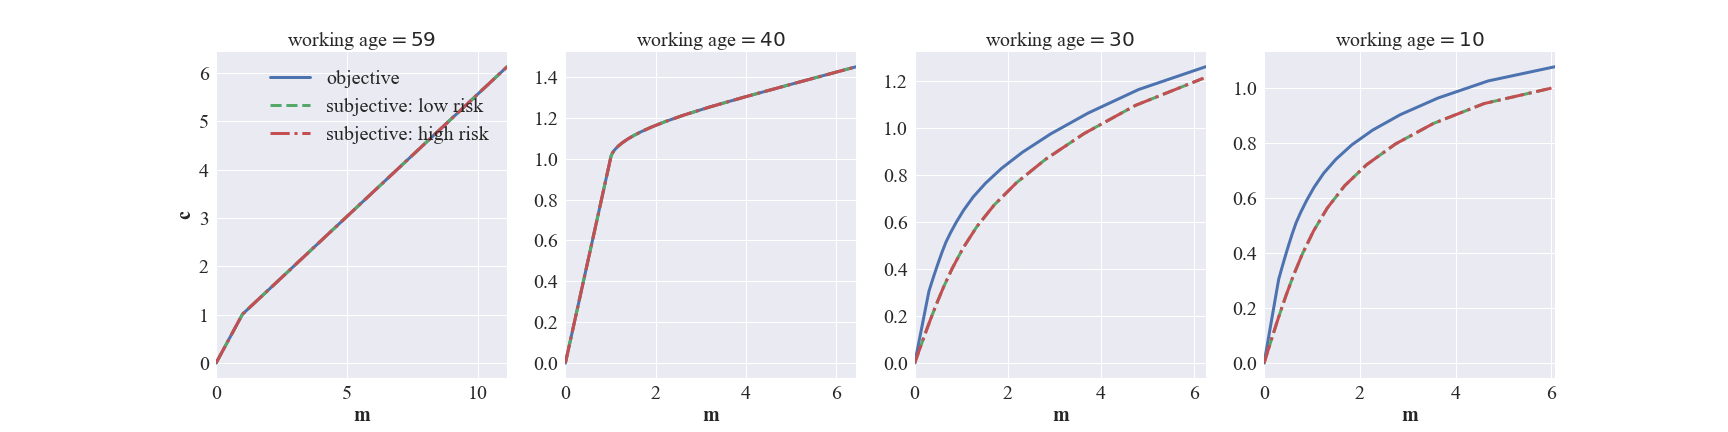 working age = 59
working age = 40
working age = 30
working age = 10
objective
subjective: low risk
subjective: high risk
c
6
5
4
3
2
1
0
0 5 10
m
1.4
1.2
1.0
0.8
0.6
0.4
0.2
0.0
0 2 4 6
m
1.2
1.0
0.8
0.6
0.4
0.2
0.0
0 2 4 6
m
1.0
0.8
0.6
0.4
0.2
0.0
0 2 4 6
m